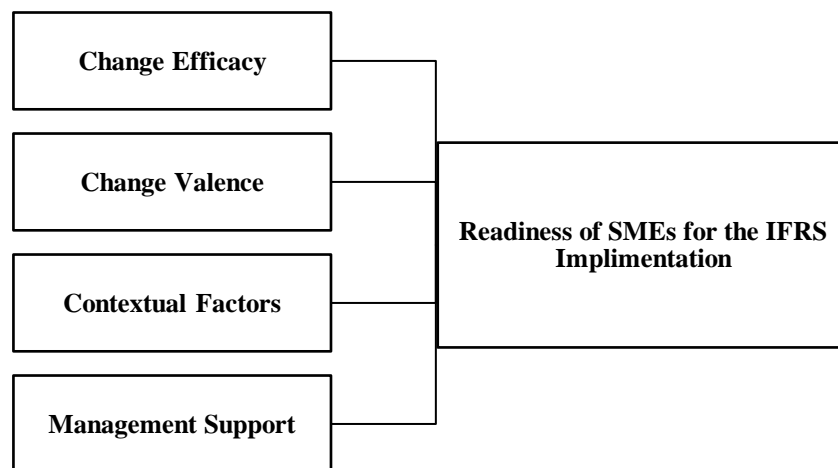 Change Efficacy
Change Valence
Contextual Factors
Management Support
Readiness of SMEs for the IFRS
Implimentation